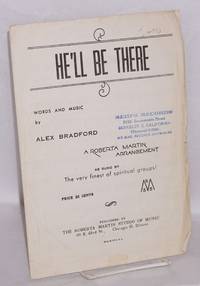 HE'LL BE THERE
WORDS AND MUSIC
by
ALEX BRADFORD
A ROBERTA MARTIN
ARRANGEMENT
AS SUNG BY
The very finest of spiritual groups!
PRICE 20 CENTS
PUBLISHED BY
THE ROBERTA MARTIN STUDIO OF MUSIC
Chicago 15, Illinois